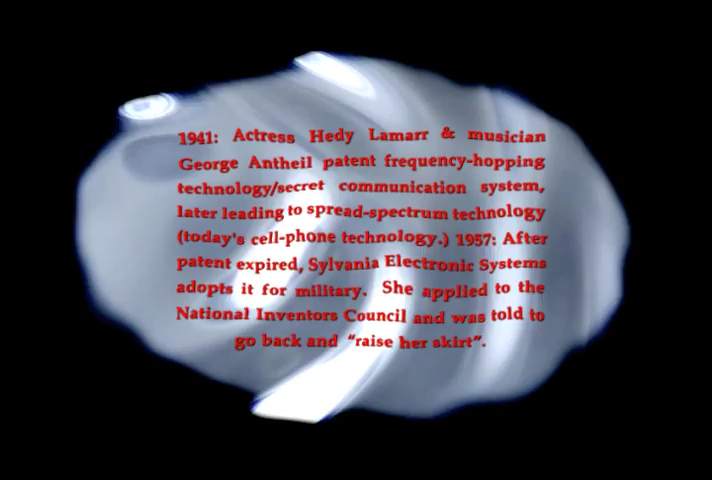 1941: Actress Hedy Lamarr & musician
George Antheil patent frequency-hopping
technology/secret communication system,
later leading to spread-spectrum technology
(today's cell-phone technology.) 1957: After
patent expired, Sylvania Electronic Systems
adopts it for military. She applied to the
National Inventors Council and was told to
go back and "raise her skirt".